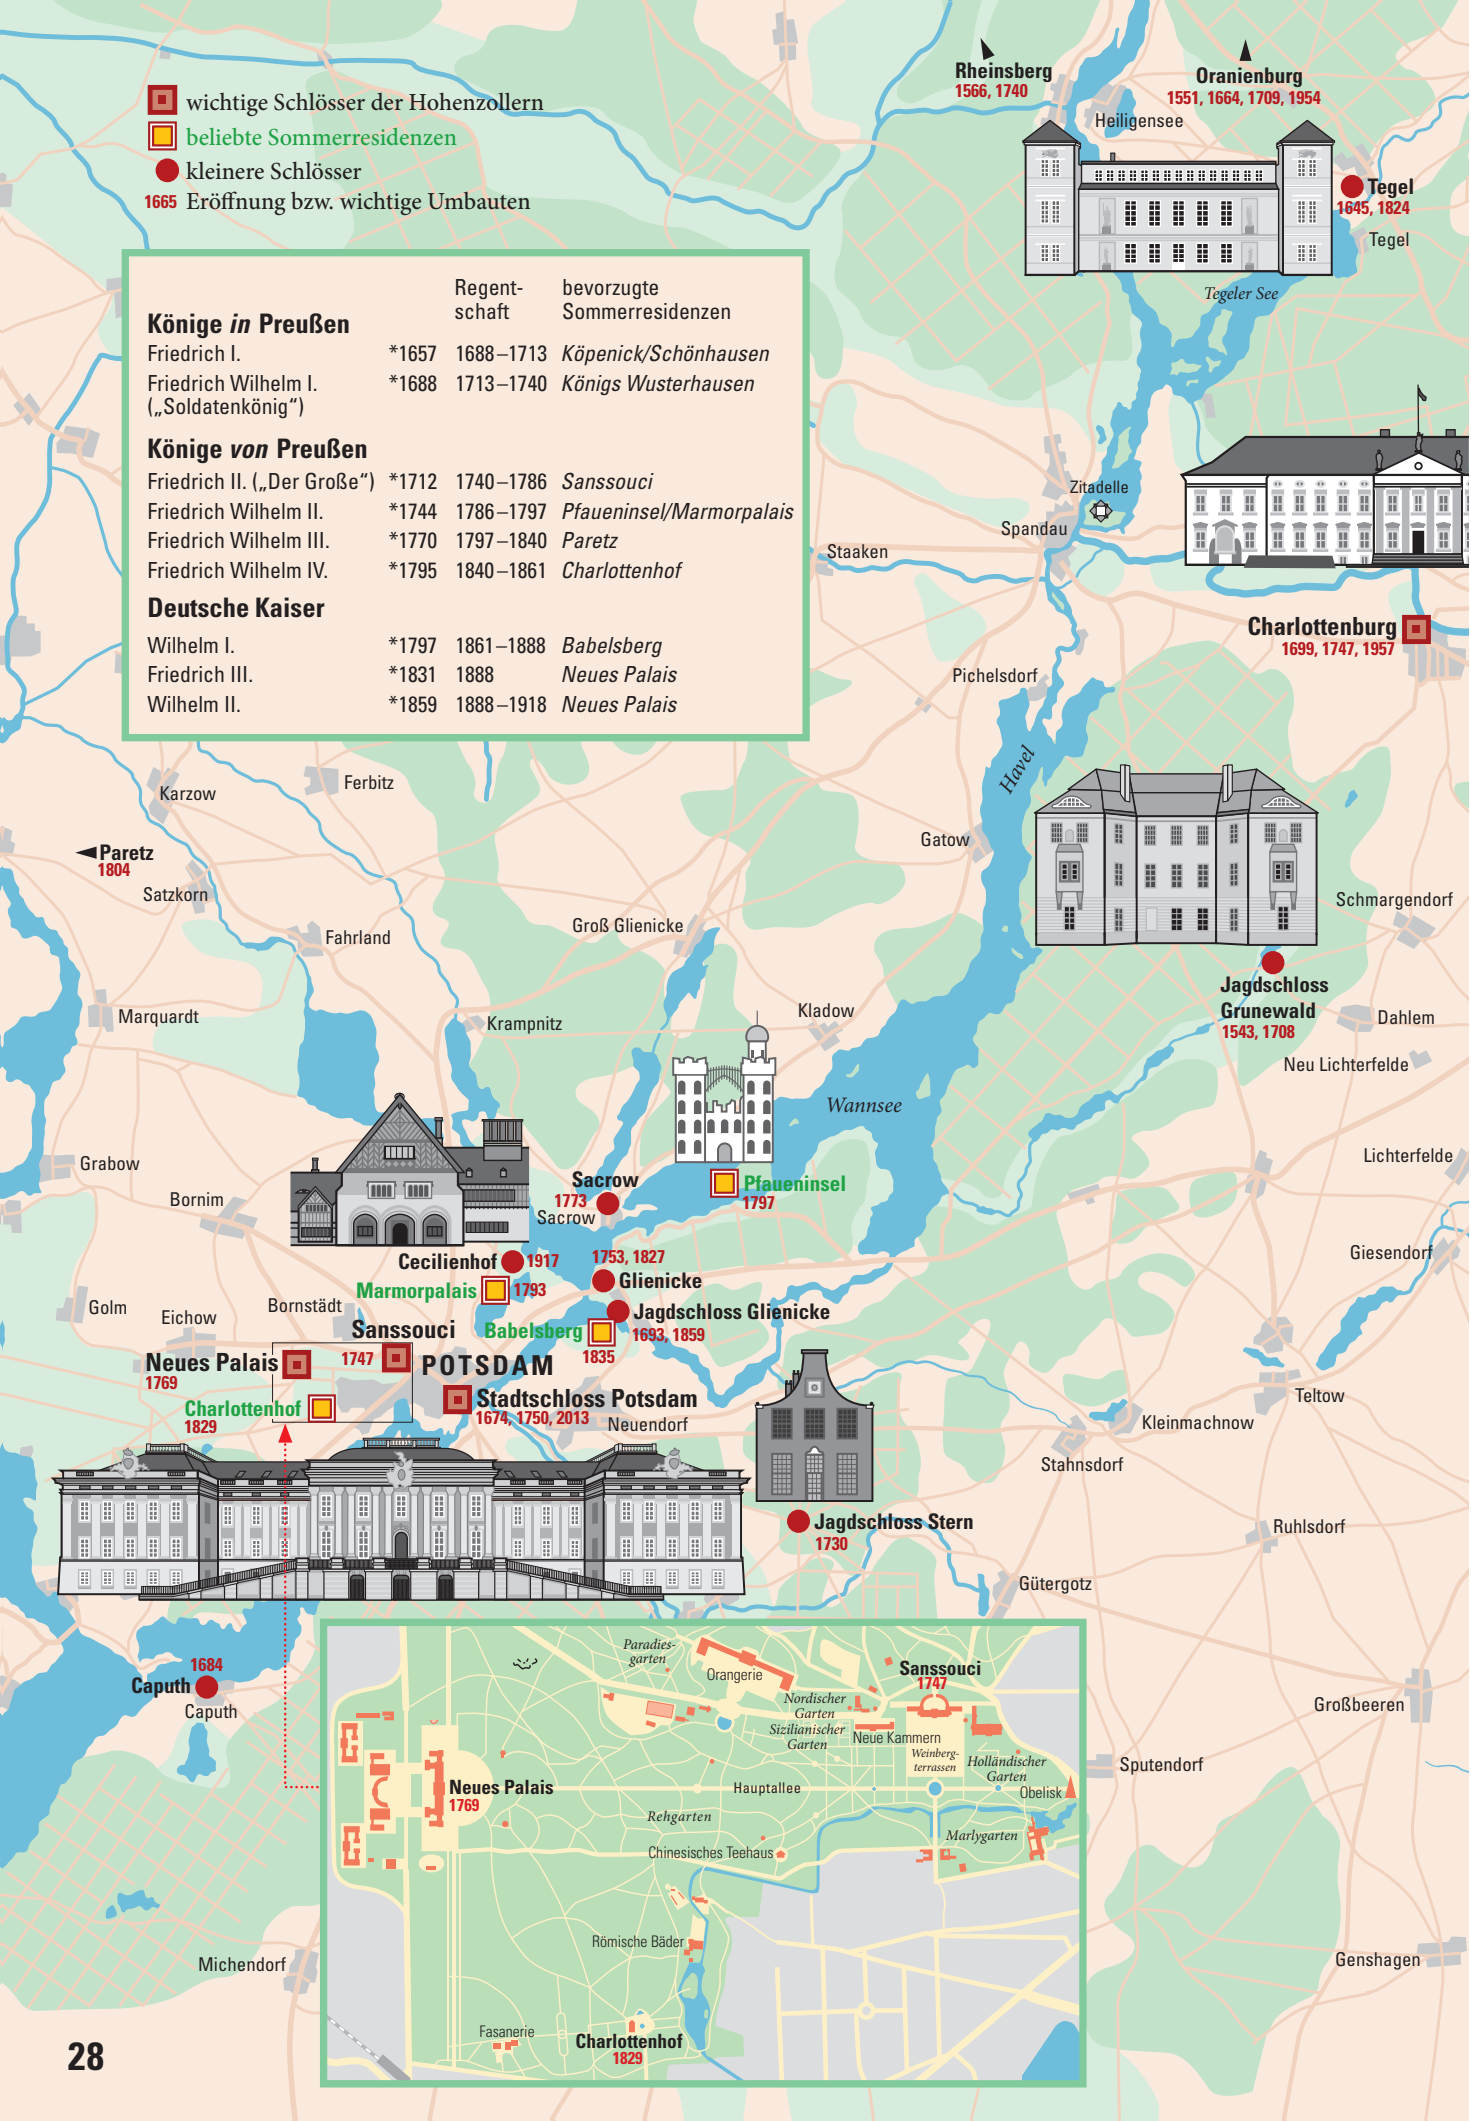 Rheinsberg
1566, 1740
Oranienburg
1551, 1664, 1709, 1954
Heiligensee
wichtige Schlösser der Hohenzollern
beliebte Sommerresidenzen
kleinere Schlösser
1665 Eröffnung bzw. wichtige Umbauten
Tegel
1645, 1824
Tegel
Tegeler See
Regent-
schaft
bevorzugte
Sommerresidenzen
Könige in Preußen
Friedrich I. *1657 1688–1713 Köpenick/Schönhausen
Friedrich Wilhelm I. *1688 1713–1740 Königs Wusterhausen
(„Soldatenkönig“)
Könige von Preußen
Friedrich II. („Der Große“) *1712 1740–1786 Sanssouci
Friedrich Wilhelm II. *1744 1786–1797 Pfaueninsel/Marmorpalais
Friedrich Wilhelm III. *1770 1797–1840 Paretz
Friedrich Wilhelm IV. *1795 1840–1861 Charlottenhof
Deutsche Kaiser
Wilhelm I. *1797 1861–1888 Babelsberg
Friedrich III. *1831 1888 Neues Palais
Wilhelm II. *1859 1888–1918 Neues Palais
Zitadelle
Spandau
Staaken
Charlottenburg
1699, 1747, 1957
Pichelsdorf
Havel
Karzow
Ferbitz
Gatow
Paretz
1804
Satzkorn
Schmargendorf
Groß Glienicke
Fahrland
Jagdschloss
Grunewald
1543, 1708
Marquardt
Krampnitz
Kladow
Dahlem
Neu Lichterfelde
Wannsee
Grabow
Lichterfelde
Bornim
Sacrow
1773
Sacrow
Pfaueninsel
1797
Giesendorf
Cecilienhof
1917
1753, 1827
Glienicke
Marmorpalais
1793
Golm
Eichow
Bornstädt
Jagdschloss Glienicke
1693, 1859
Babelsberg
1835
Sanssouci
1747
Neues Palais
1769
POTSDAM
Charlottenhof
1829
Stadtschloss Potsdam
1674, 1750, 2013
Neuendorf
Teltow
Kleinmachnow
Stahnsdorf
Jagdschloss Stern
1730
Ruhlsdorf
Gütergotz
1684
Caputh
Caputh
Großbeeren
Sputendorf
Paradies-
garten
Orangerie
Sanssouci
1747
Nordischer
Garten
Sizilianischer
Garten
Neue Kammern
Weinberg-
terrassen
Holländischer
Garten
Obelisk
Neues Palais
1769
Hauptallee
Rehgarten
Marlygarten
Chinesisches Teehaus
Römische Bäder
Fasanerie
Charlottenhof
1829
Michendorf
Genshagen
28